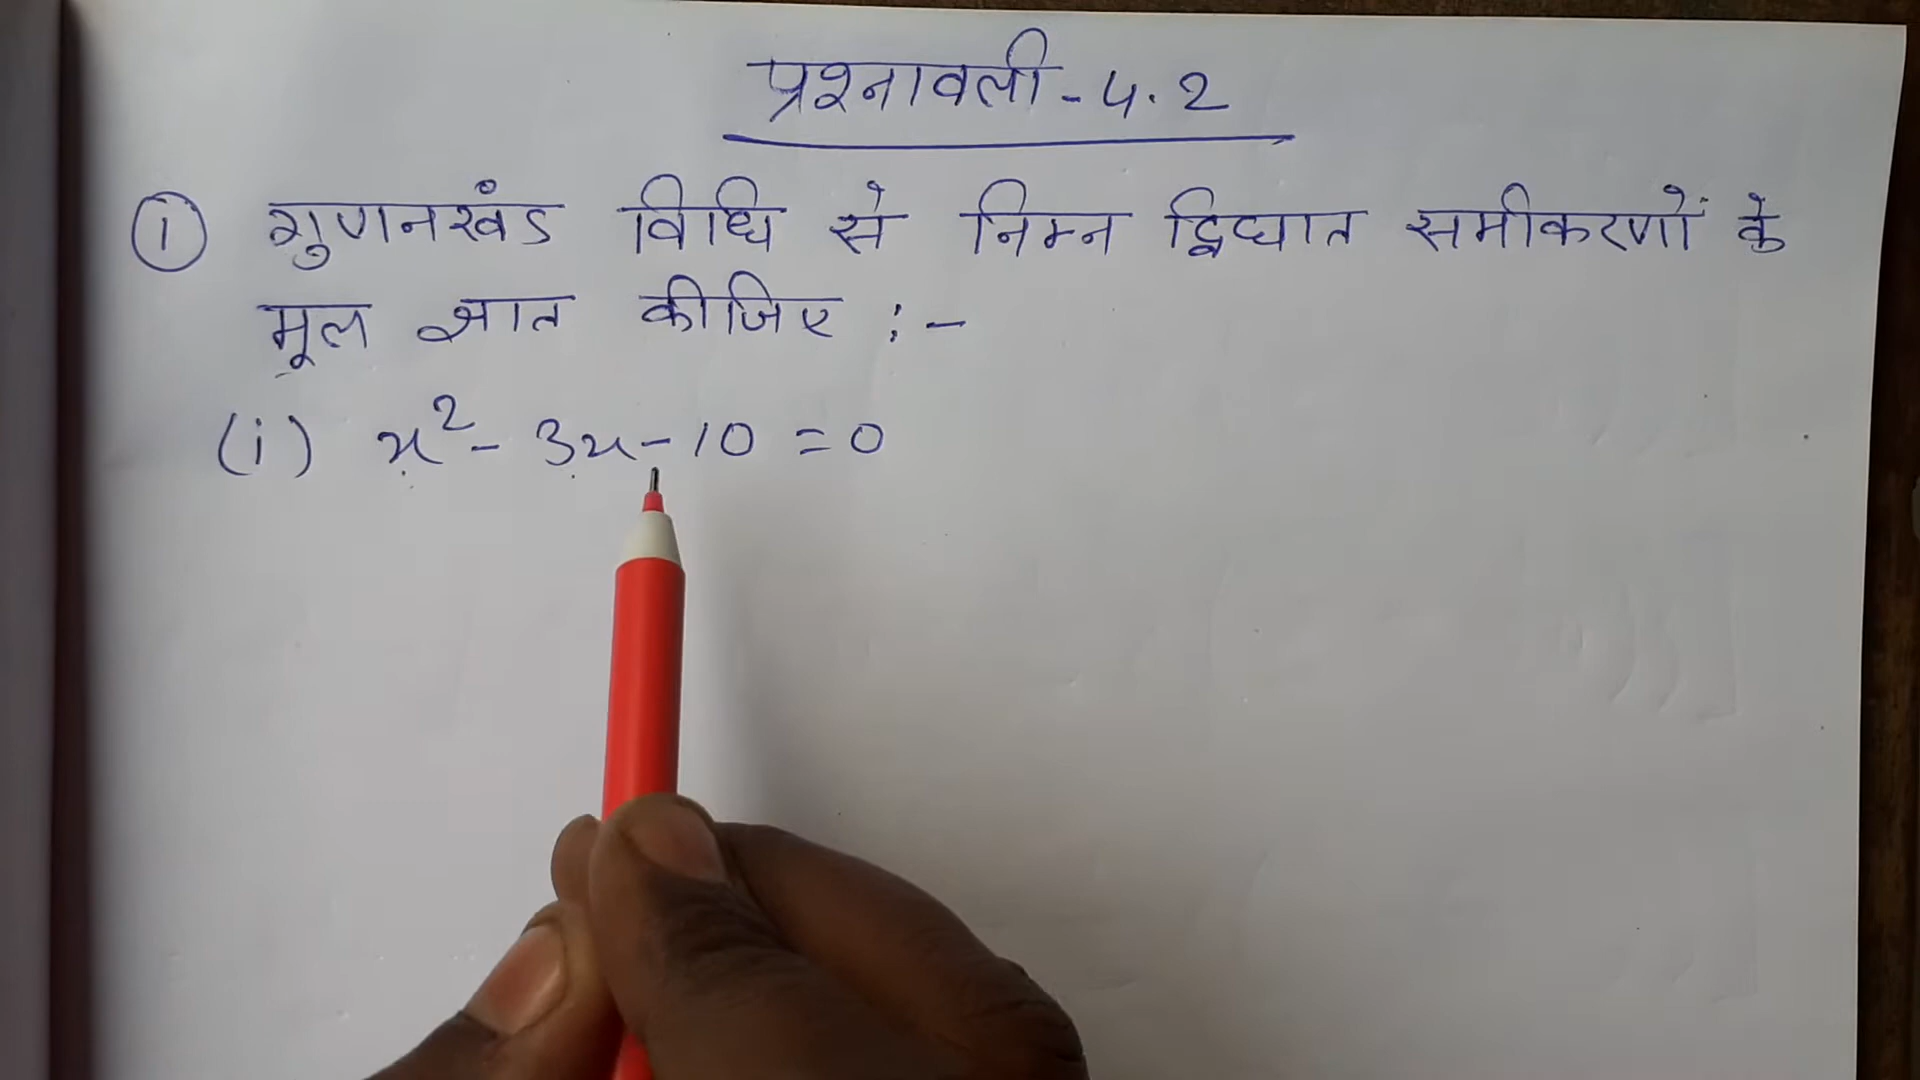 प्रश्नावली - 4.2
① गुणनखंड विधि से निम्न द्विघात समीकरणों के
मूल ज्ञात कीजिए :-
(i) x² - 3x - 10 = 0